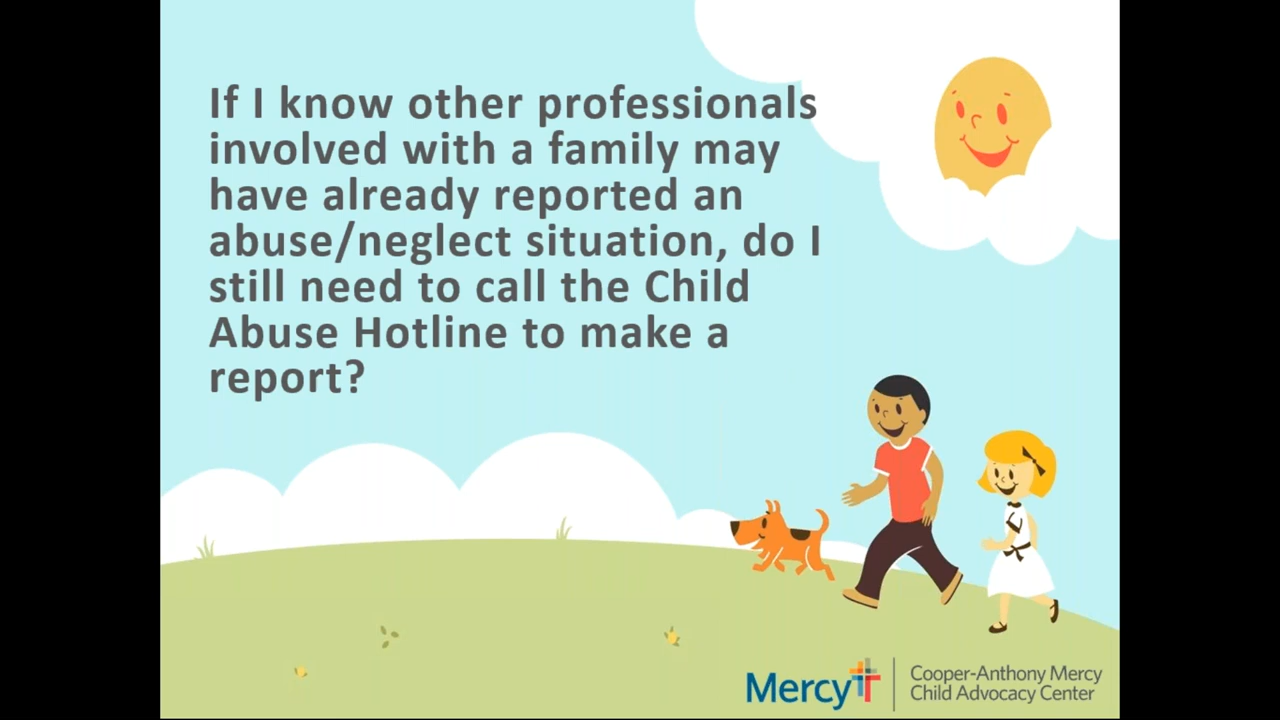 If I know other professionals
involved with a family may
have already reported an
abuse/neglect situation, do I
still need to call the Child
Abuse Hotline to make a
report?
Mercy
Cooper-Anthony Mercy
Child Advocacy Center